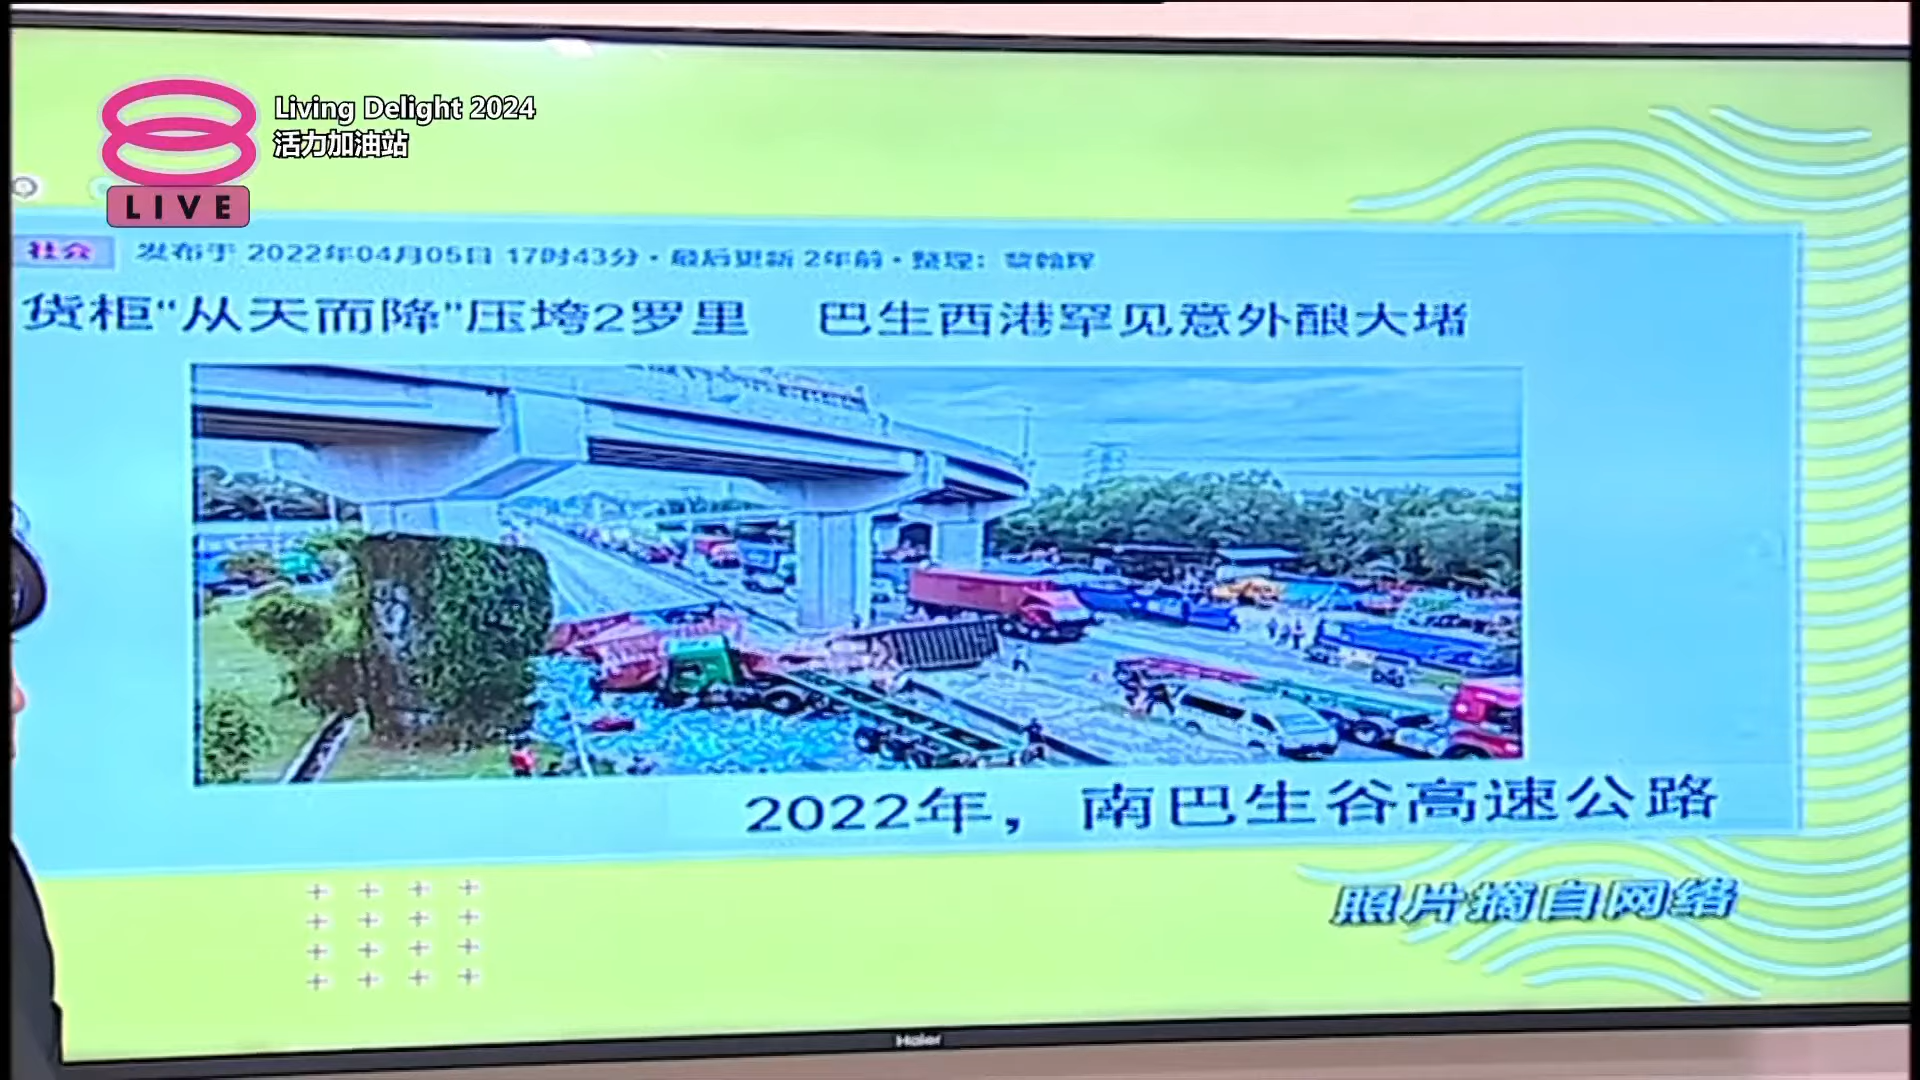 Living Delight 2024
活力加油站
LIVE
社会 发布于 2022年04月05日 17时43分·最后更新 2年前·整理：
货柜“从天而降”压垮2罗里 巴生西港罕见意外酿大堵
2022年，南巴生谷高速公路
照片摘自网络
Haier